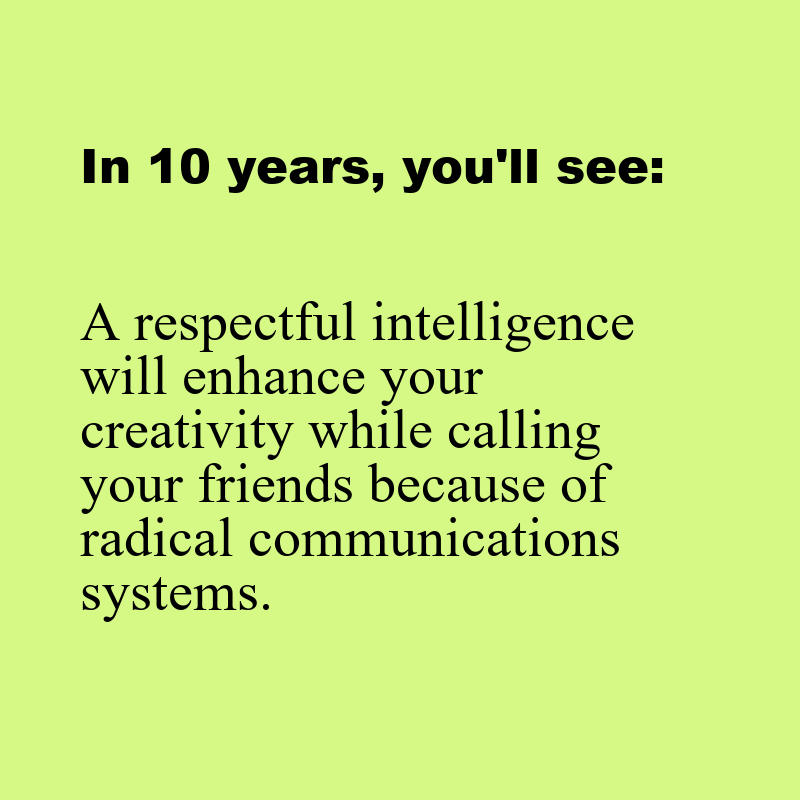 In 10 years, you'll see:
A respectful intelligence
will enhance your
creativity while calling
your friends because of
radical communications
systems.